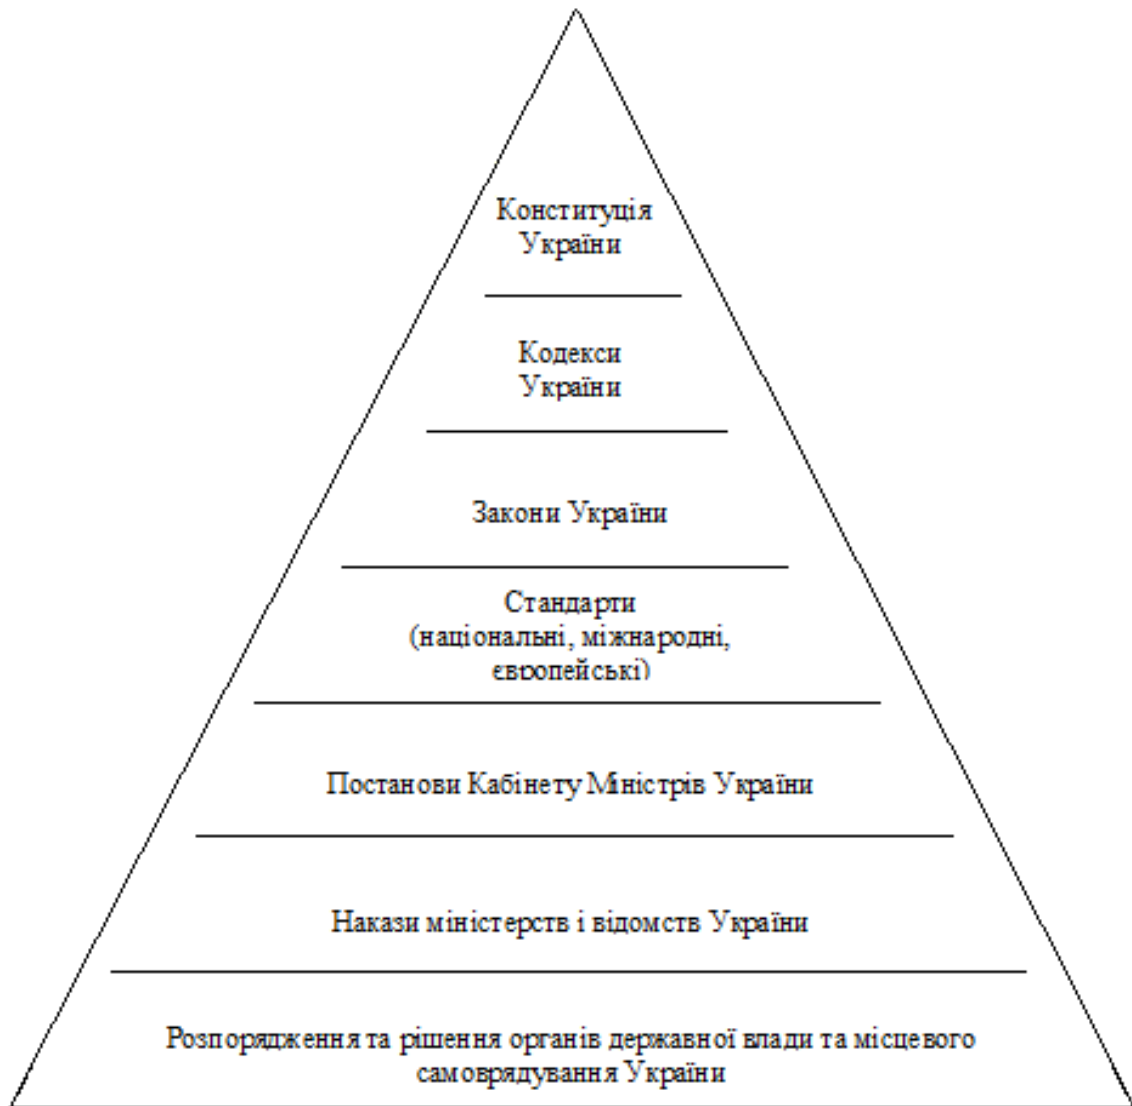 Конституція
України
Кодекси
України
Закони України
Стандарти
(національні, міжнародні,
європейські)
Постанови Кабінету Міністрів України
Накази міністерств і відомств України
Розпорядження та рішення органів державної влади та місцевого
самоврядування України